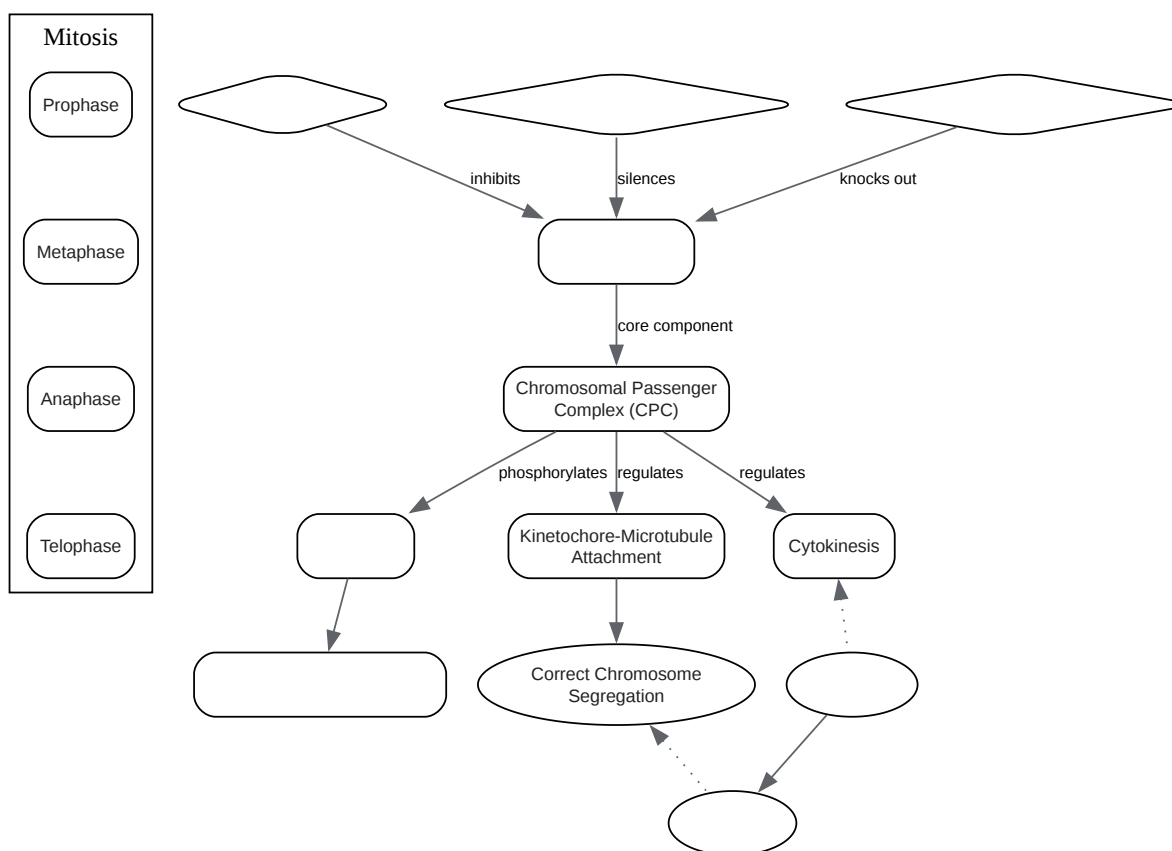 Mitosis
Prophase
inhibits
silences
knocks out
Metaphase
core component
Anaphase
Chromosomal Passenger
Complex (CPC)
phosphorylates
regulates
regulates
Telophase
Kinetochore-Microtubule
Attachment
Cytokinesis
Correct Chromosome
Segregation